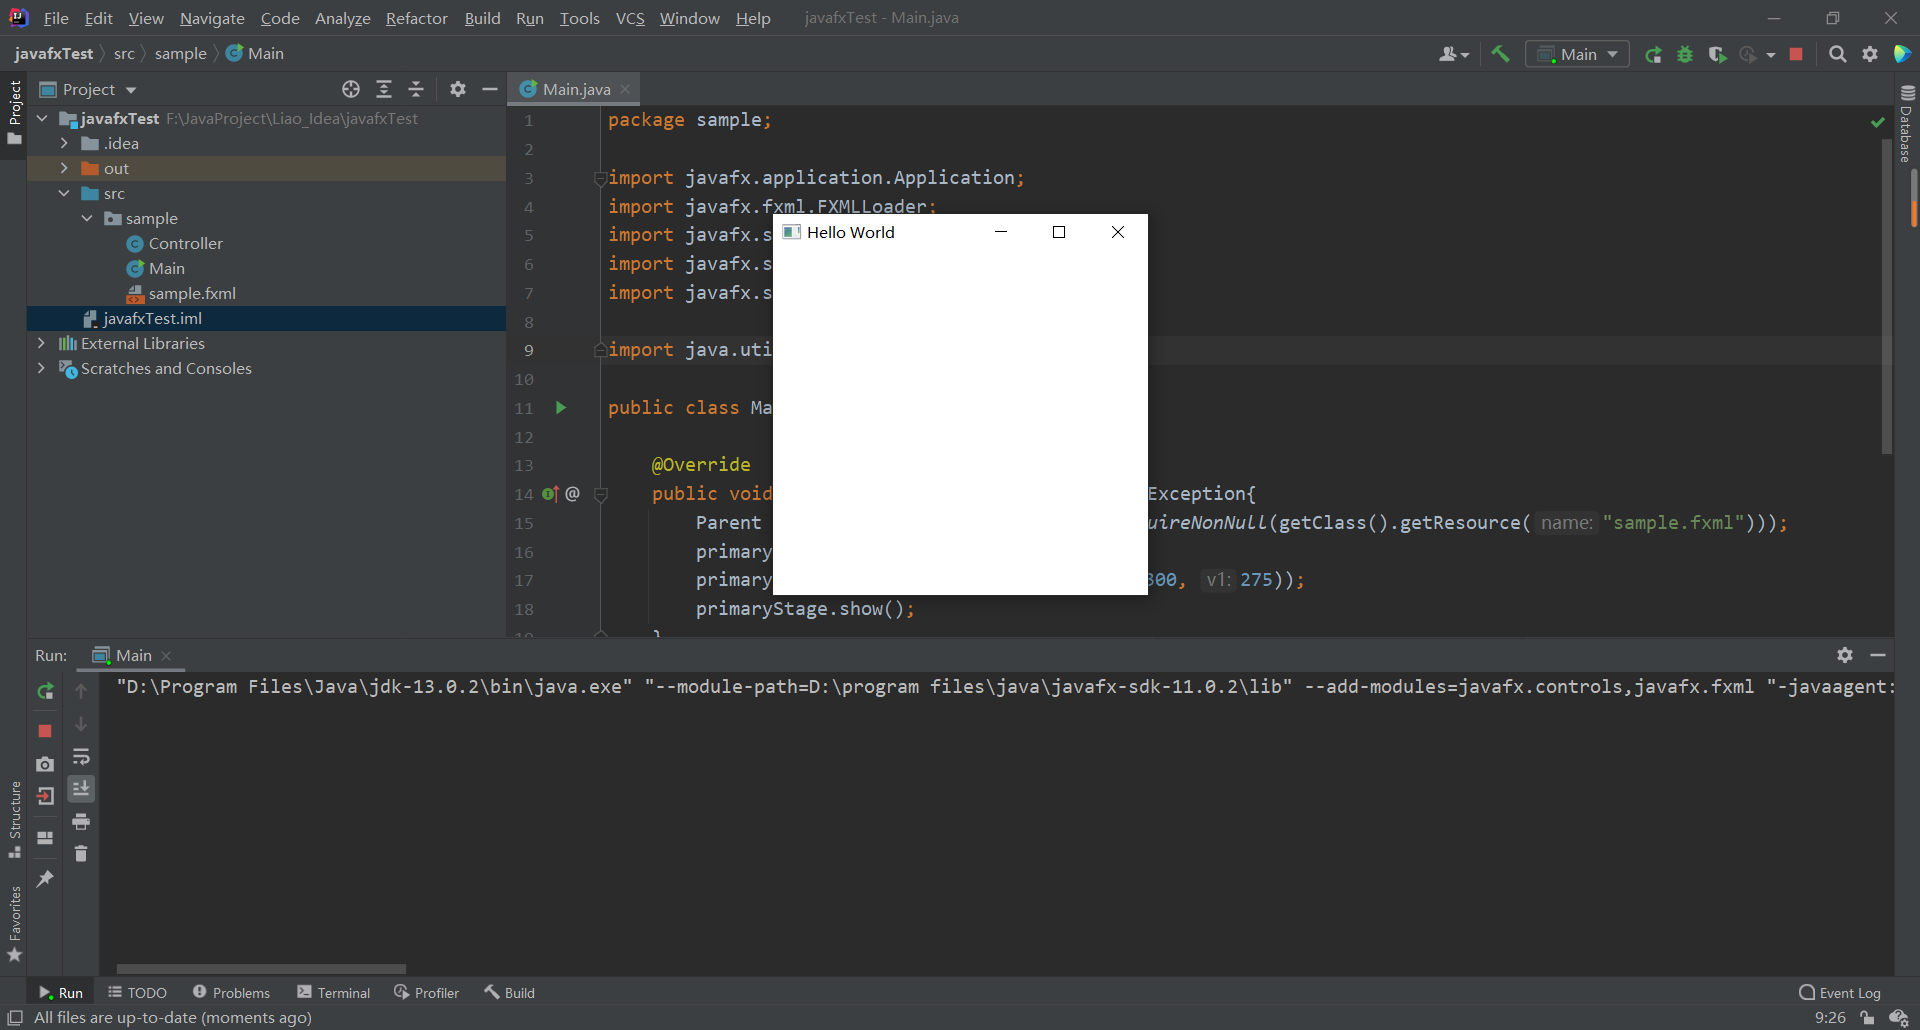 File Edit View Navigate Code Analyze Refactor Build Run Tools VCS Window Help javafxTest - Main.java
javafxTest src sample Main
Main
Project
Project
javafxTest F:\JavaProject\Liao_Idea\javafxTest
.idea
out
src
sample
Controller
Main
sample.fxml
javafxTest.iml
External Libraries
Scratches and Consoles
Main.java
1 package sample;
2
3 import javafx.application.Application;
4 import javafx.fxml.FXMLLoader;
5 import javafx.s
6 import javafx.s
7 import javafx.s
8
9 import java.uti
10
11 public class Ma
12
13 @Override
14 @ public void Exception{
15 Parent uireNonNull(getClass().getResource( name: "sample.fxml")));
16 primary
17 primary 300, v1: 275));
18 primaryStage.show();
19 }
Hello World
Database
Run: Main
"D:\Program Files\Java\jdk-13.0.2\bin\java.exe" "--module-path=D:\program files\java\javafx-sdk-11.0.2\lib" --add-modules=javafx.controls,javafx.fxml "-javaagent:
Structure
Favorites
Run TODO Problems Terminal Profiler Build Event Log
All files are up-to-date (moments ago) 9:26